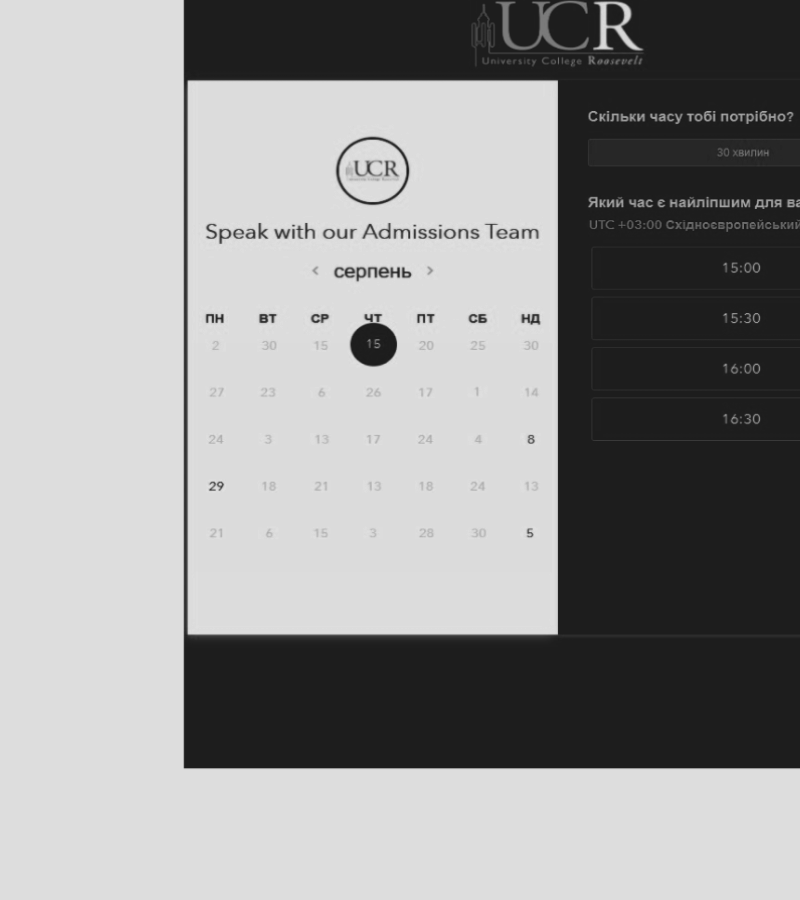 UCR
University College Roosevelt
UCR
Speak with our Admissions Team
< серпень >
ПН ВТ СР ЧТ ПТ СБ НД
2 30 15 15 20 25 30
27 23 6 26 17 1 14
24 3 13 17 24 4 8
29 18 21 13 18 24 13
21 6 15 3 28 30 5
Скільки часу тобі потрібно?
30 хвилин
Який час є найліпшим для ва
UTC +03:00 Східноєвропейський
15:00
15:30
16:00
16:30